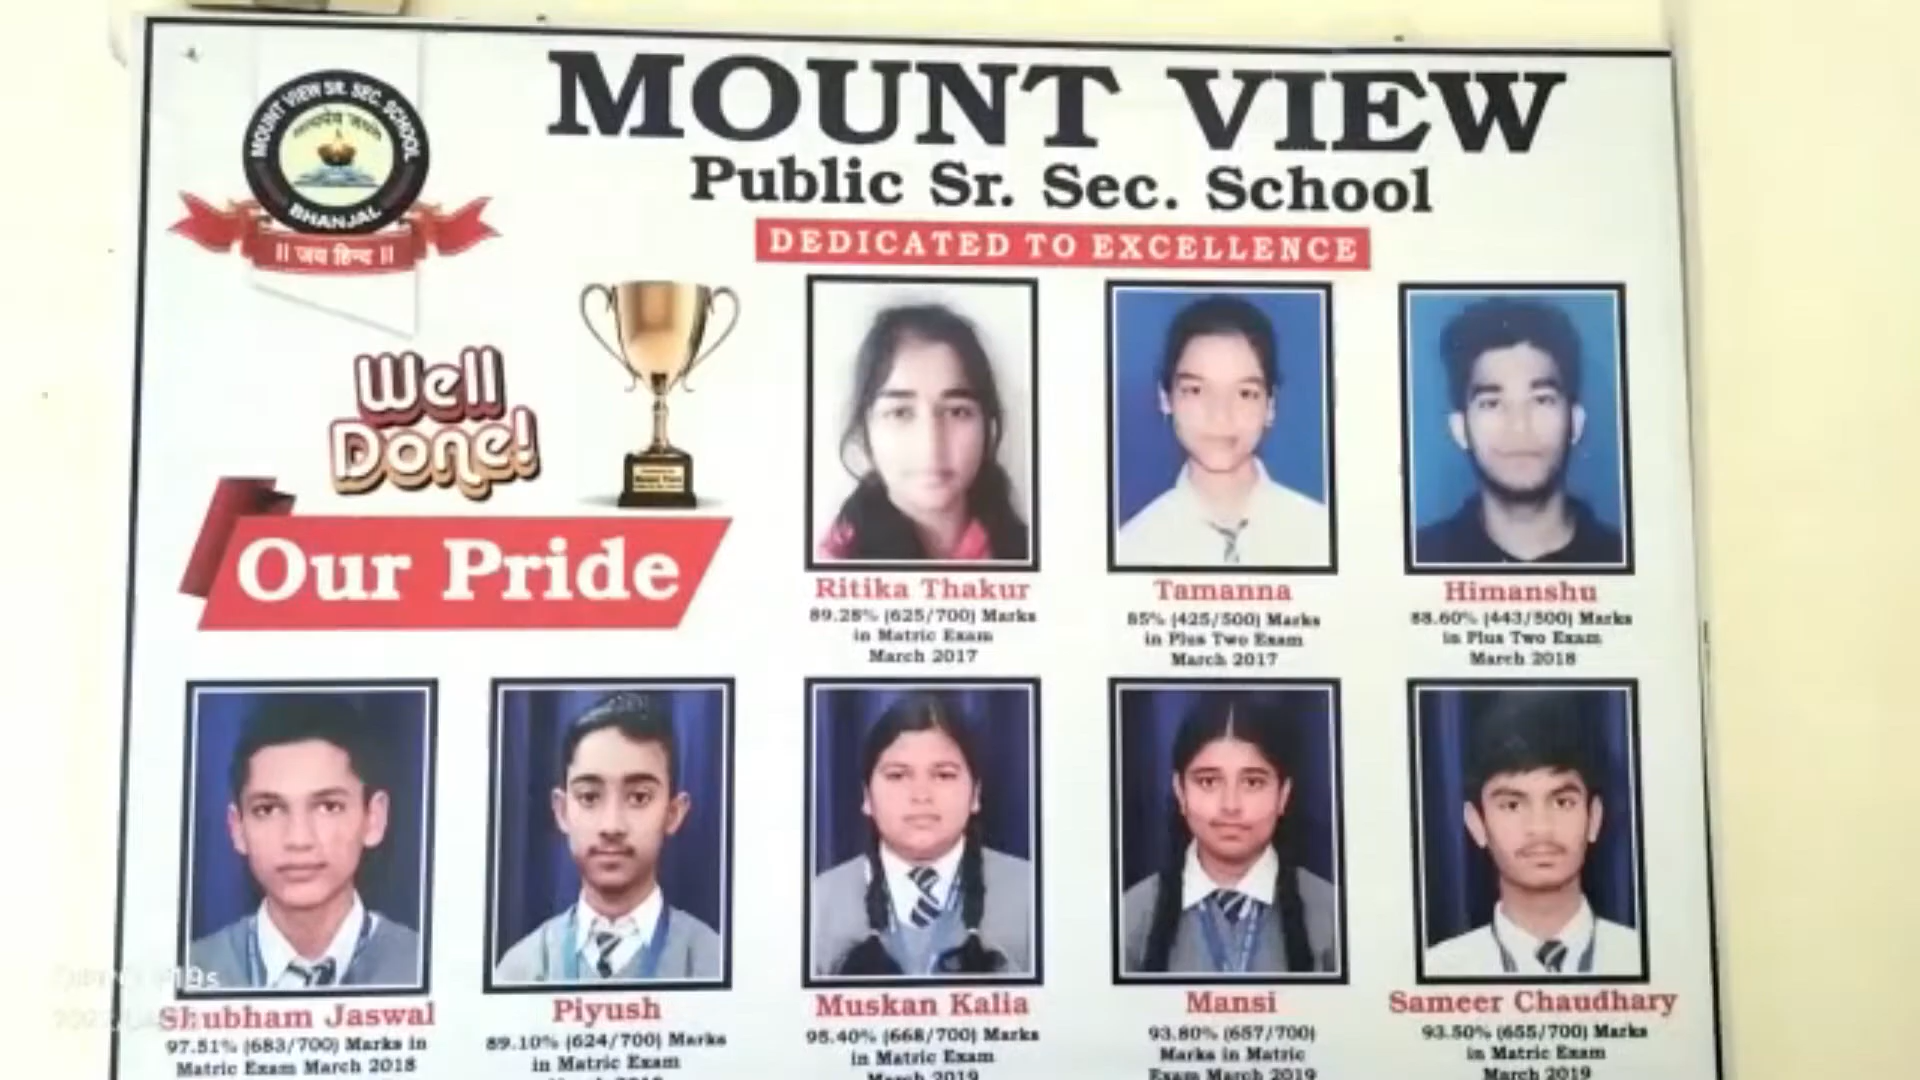 MOUNT VIEW SR. SEC. SCHOOL
BHANJAL
|| जय हिन्द ||
MOUNT VIEW
Public Sr. Sec. School
DEDICATED TO EXCELLENCE
Well
Done!
Our Pride
Ritika Thakur
89.28% (625/700) Marks
in Matric Exam
March 2017
Tamanna
85% (425/500) Marks
in Plus Two Exam
March 2017
Himanshu
88.60% (443/500) Marks
in Plus Two Exam
March 2018
Shubham Jaswal
97.51% (683/700) Marks in
Matric Exam March 2018
Piyush
89.10% (624/700) Marks
in Matric Exam
Muskan Kalia
95.40% (668/700) Marks
in Matric Exam
March 2019
Mansi
93.80% (657/700)
Marks in Matric
Exam March 2019
Sameer Chaudhary
93.50% (655/700) Marks
in Matric Exam
March 2019